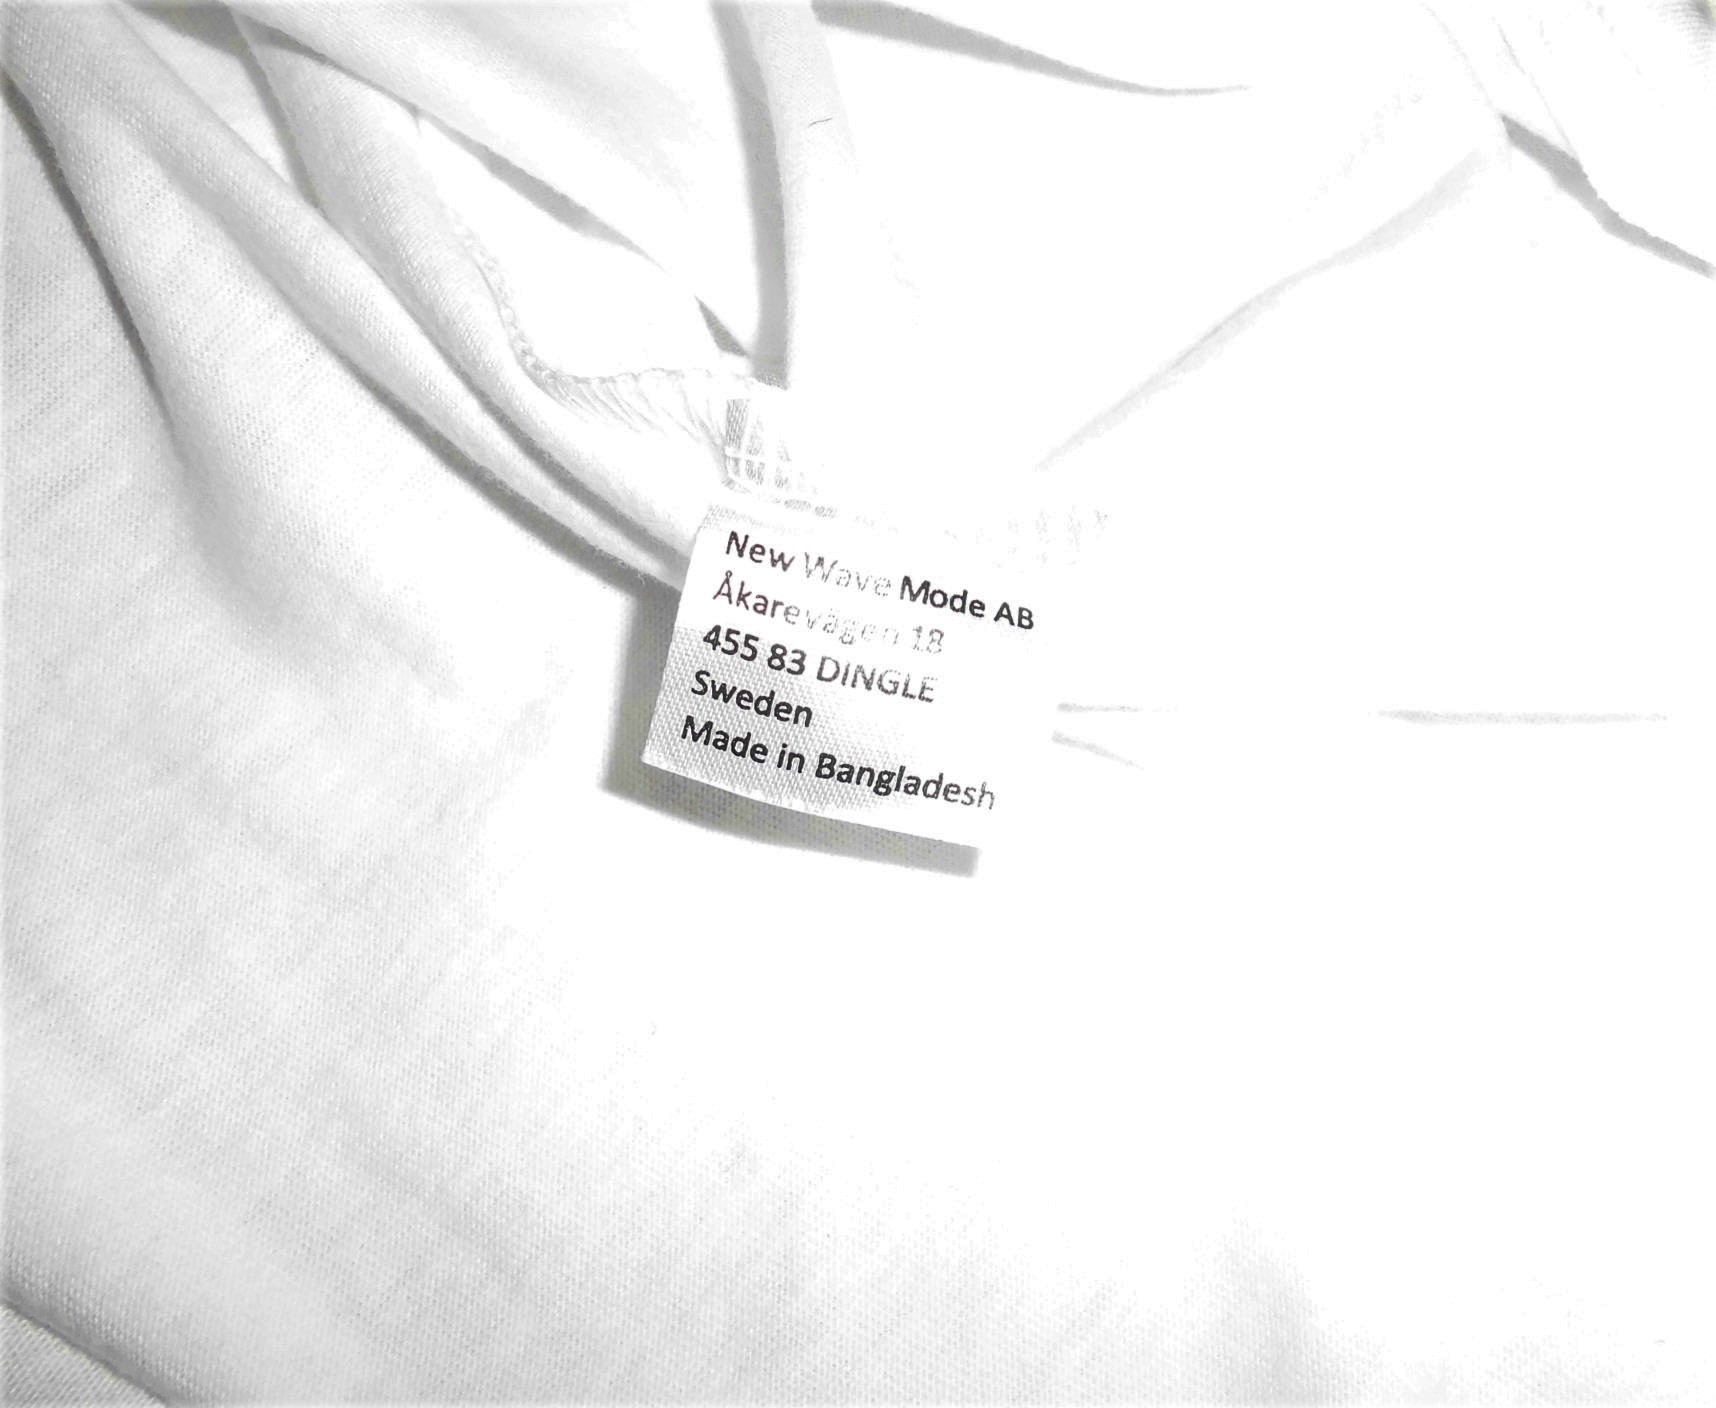 New Wave Mode AB
Åkarevägen 18
455 83 DINGLE
Sweden
Made in Bangladesh